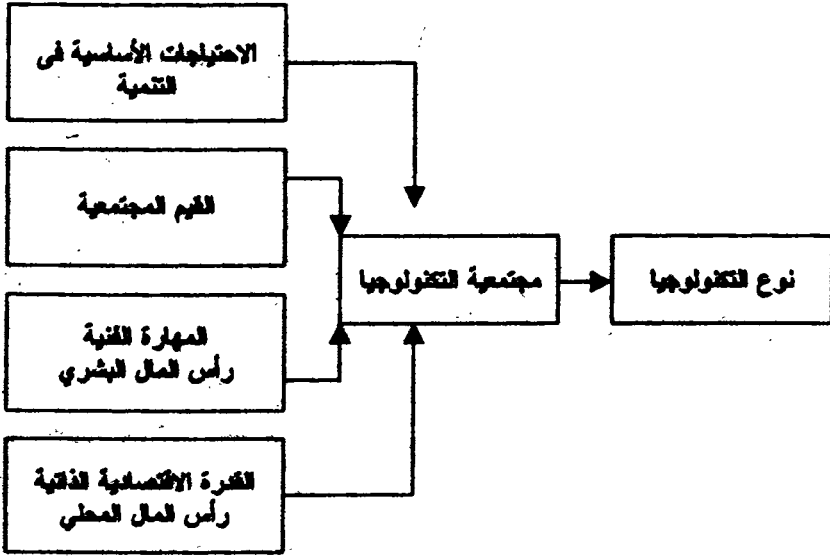 الاحتياجات الأساسية فى
التنمية
القيم المجتمعية
المهارة الفنية
رأس المال البشري
القدرة الاقتصادية الذاتية
رأس المال المحلي
مجتمعية التكنولوجيا
نوع التكنولوجيا